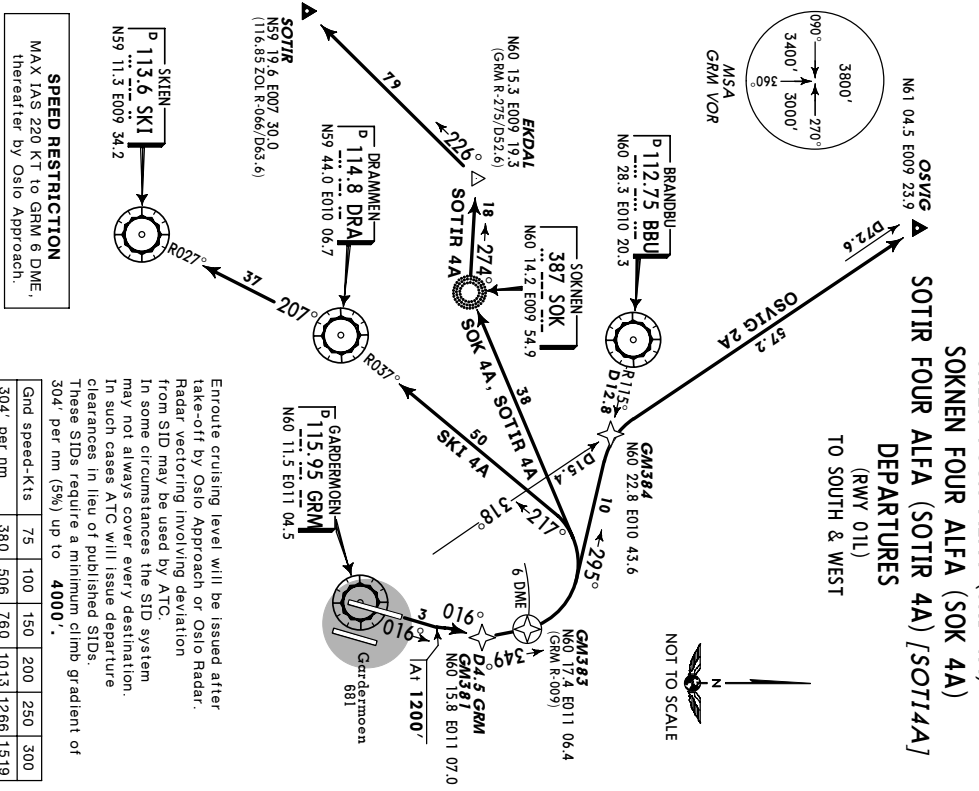 SOKNEN FOUR ALFA (SOK 4A)
SOTIR FOUR ALFA (SOTIR 4A) [SOTI4A]
DEPARTURES
(RWY 01L)
TO SOUTH & WEST
3800'
090°
270°
3400'
3000'
360°
MSA
GRM VOR
OSVIG
N61 04.5 E009 23.9
D72.6
OSVIG 2A
57.2
BRANDBU
D 112.75 BBU
N60 28.3 E010 20.3
R115°
D12.8
GM384
N60 22.8 E010 43.6
10
295°
EKDAL
N60 15.3 E009 19.3
(GRM R-275/D52.6)
226°
79
SOTIR
N59 19.6 E007 30.0
(116.85 ZOL R-066/D63.6)
SOTIR 4A
18
274°
SOKNEN
387 SOK
N60 14.2 E009 54.9
SOK 4A, SOTIR 4A
38
D15.4
318°
217°
50
SKI 4A
R037°
DRAMMEN
D 114.8 DRA
N59 44.0 E010 06.7
207°
37
R027°
SKIEN
D 113.6 SKI
N59 11.3 E009 34.2
GARDERMOEN
D 115.95 GRM
N60 11.5 E011 04.5
6 DME
GM383
N60 17.4 E011 06.4
(GRM R-009)
349°
D4.5 GRM
GM381
N60 15.8 E011 07.0
3
016°
016°
At 1200'
Gardermoen
681
N
NOT TO SCALE
SPEED RESTRICTION
MAX IAS 220 KT to GRM 6 DME,
thereafter by Oslo Approach.
Enroute cruising level will be issued after
take-off by Oslo Approach or Oslo Radar.
Radar vectoring involving deviation
from SID may be used by ATC.
In some circumstances the SID system
may not always cover every destination.
In such cases ATC will issue departure
clearances in lieu of published SIDs.
These SIDs require a minimum climb gradient of
304' per nm (5%) up to 4000'.
Gnd speed-Kts 75 100 150 200 250 300
304' per nm 380 506 760 1013 1266 1519